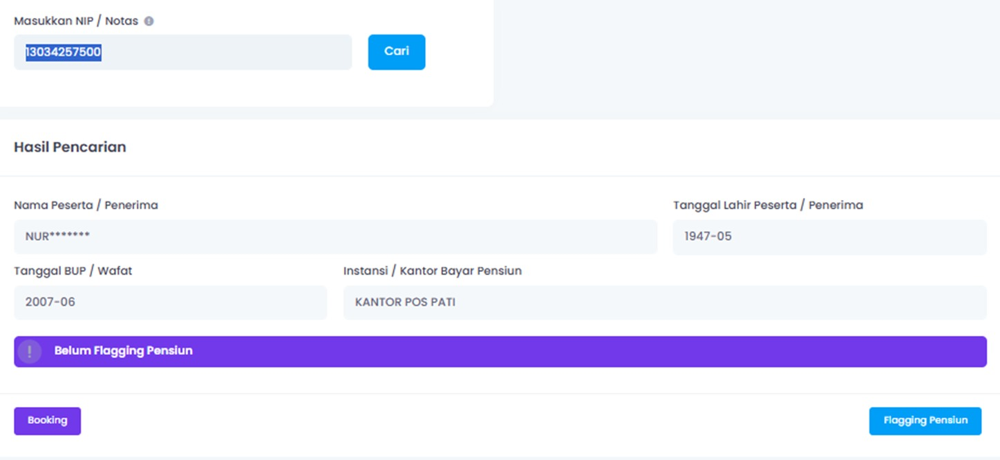 Masukkan NIP / Notas
13034257500
Cari
Hasil Pencarian
Nama Peserta / Penerima
Tanggal Lahir Peserta / Penerima
NUR*******
1947-05
Tanggal BUP / Wafat
Instansi / Kantor Bayar Pensiun
2007-06
KANTOR POS PATI
! Belum Flagging Pensiun
Booking
Flagging Pensiun